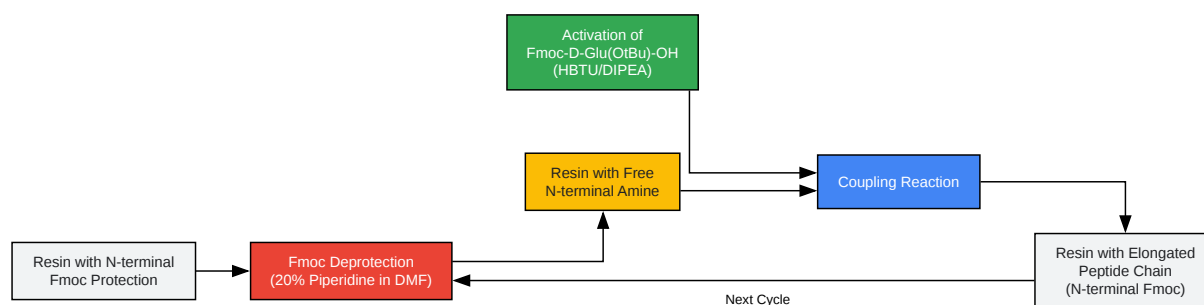 Activation of
Fmoc-D-Glu(OtBu)-OH
(HBTU/DIPEA)
Resin with Free
N-terminal Amine
Coupling Reaction
Resin with N-terminal
Fmoc Protection
Fmoc Deprotection
(20% Piperidine in DMF)
Resin with Elongated
Peptide Chain
(N-terminal Fmoc)
Next Cycle